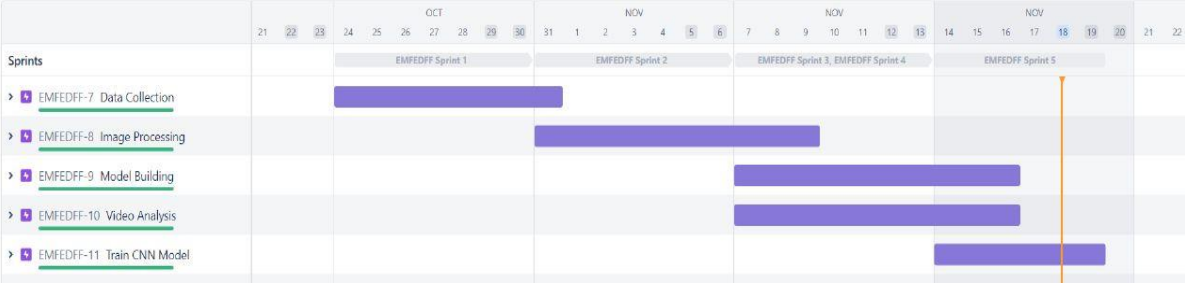 OCT NOV NOV NOV
21 22 23 24 25 26 27 28 29 30 31 1 2 3 4 5 6 7 8 9 10 11 12 13 14 15 16 17 18 19 20 21 22
Sprints EMFEDFF Sprint 1 EMFEDFF Sprint 2 EMFEDFF Sprint 3, EMFEDFF Sprint 4 EMFEDFF Sprint 5
EMFEDFF-7 Data Collection
EMFEDFF-8 Image Processing
EMFEDFF-9 Model Building
EMFEDFF-10 Video Analysis
EMFEDFF-11 Train CNN Model